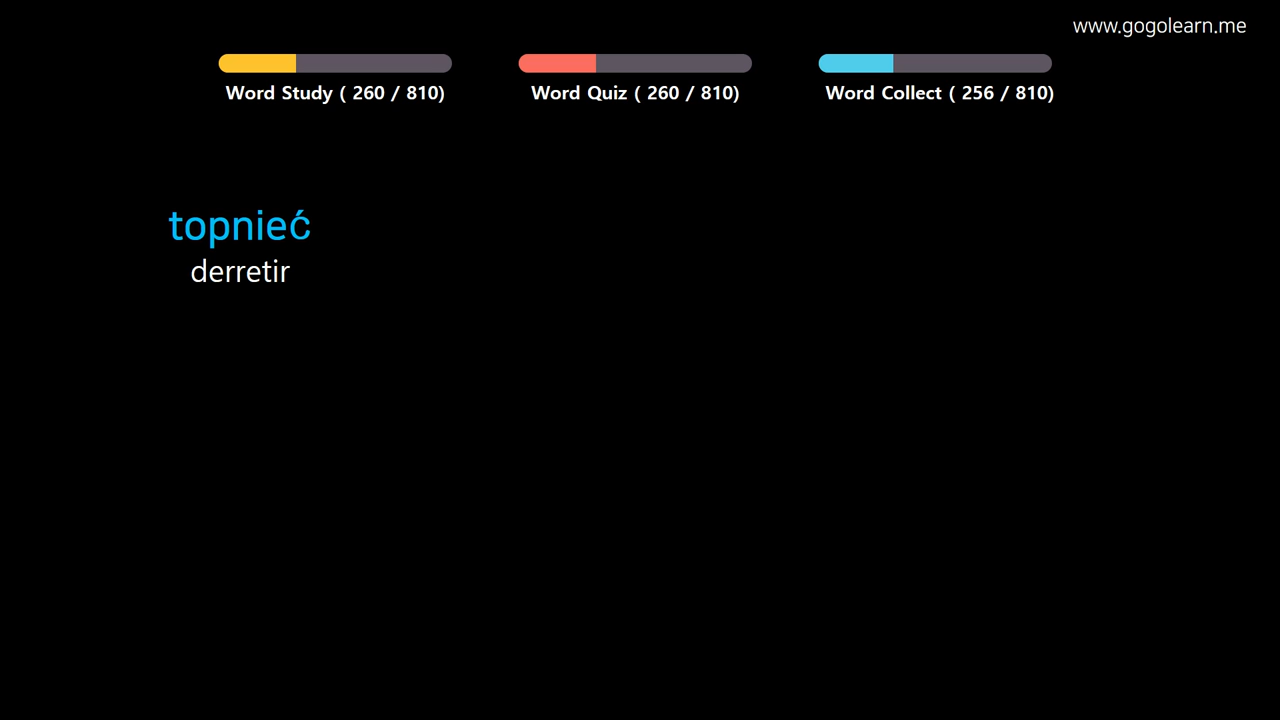 www.gogolearn.me
Word Study ( 260 / 810)
Word Quiz ( 260 / 810)
Word Collect ( 256 / 810)
topnieć
derretir